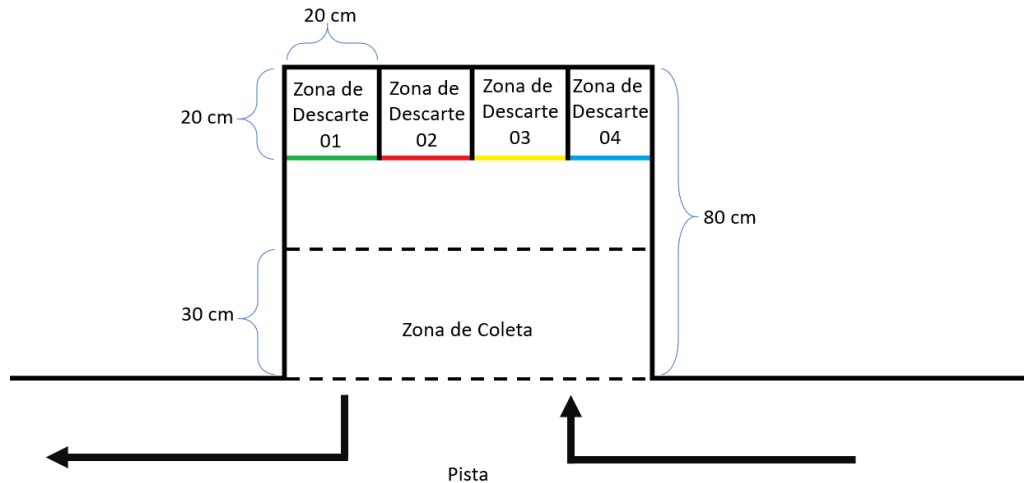 20 cm
20 cm
Zona de
Descarte
01
Zona de
Descarte
02
Zona de
Descarte
03
Zona de
Descarte
04
80 cm
30 cm
Zona de Coleta
Pista